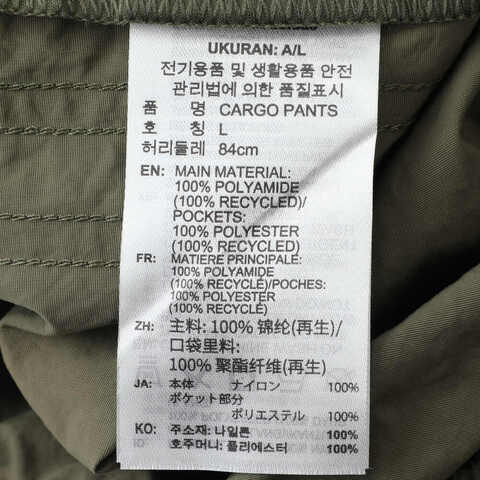 UKURAN: A/L
전기용품 및 생활용품 안전
관리법에 의한 품질표시
품 명 CARGO PANTS
호 칭 L
허리둘레 84cm
EN: MAIN MATERIAL:
100% POLYAMIDE
(100% RECYCLED)/
POCKETS:
100% POLYESTER
(100% RECYCLED)
FR: MATIERE PRINCIPALE:
100% POLYAMIDE
(100% RECYCLÉ)/POCHES:
100% POLYESTER
(100% RECYCLÉ)
ZH: 主料: 100% 锦纶(再生)/
口袋里料:
100% 聚酯纤维(再生)
JA: 本体 ナイロン 100%
ポケット部分
ポリエステル 100%
KO: 주소재: 나일론 100%
호주머니: 폴리에스터 100%